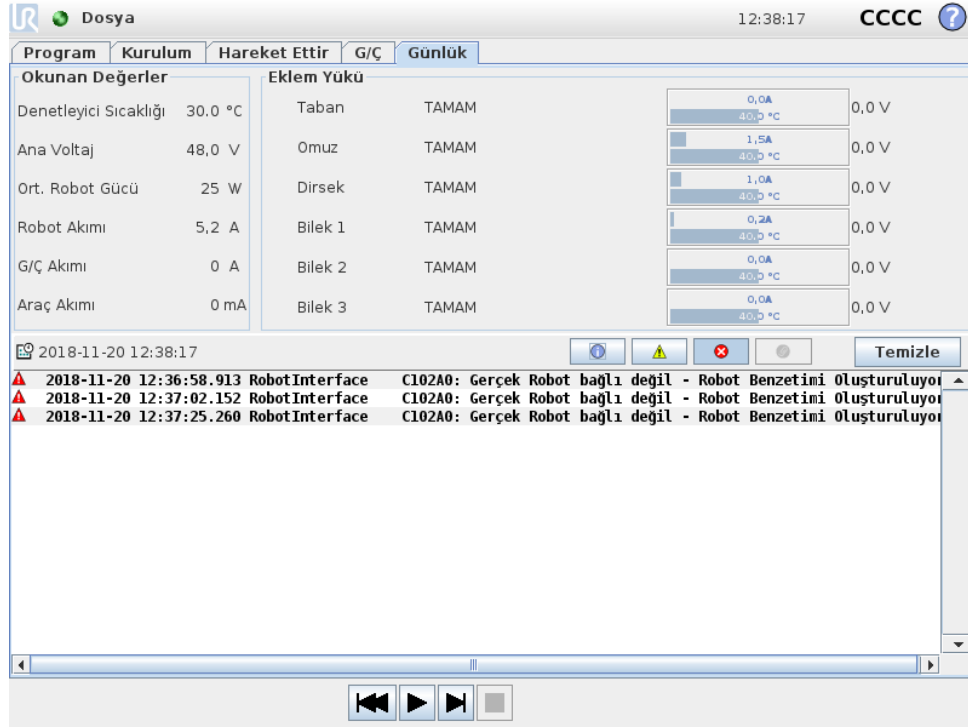 UR Dosya 12:38:17 CCCC ?
Program Kurulum Hareket Ettir G/Ç Günlük
Okunan Değerler
Denetleyici Sıcaklığı 30.0 °C
Ana Voltaj 48,0 V
Ort. Robot Gücü 25 W
Robot Akımı 5,2 A
G/Ç Akımı 0 A
Araç Akımı 0 mA
Eklem Yükü
Taban TAMAM 0,0A 40,0 °C 0,0 V
Omuz TAMAM 1,5A 40,0 °C 0,0 V
Dirsek TAMAM 1,0A 40,0 °C 0,0 V
Bilek 1 TAMAM 0,2A 40,0 °C 0,0 V
Bilek 2 TAMAM 0,0A 40,0 °C 0,0 V
Bilek 3 TAMAM 0,0A 40,0 °C 0,0 V
2018-11-20 12:38:17 Temizle
2018-11-20 12:36:58.913 RobotInterface C102A0: Gerçek Robot bağlı değil - Robot Benzetimi Oluşturuluyor
2018-11-20 12:37:02.152 RobotInterface C102A0: Gerçek Robot bağlı değil - Robot Benzetimi Oluşturuluyor
2018-11-20 12:37:25.260 RobotInterface C102A0: Gerçek Robot bağlı değil - Robot Benzetimi Oluşturuluyor